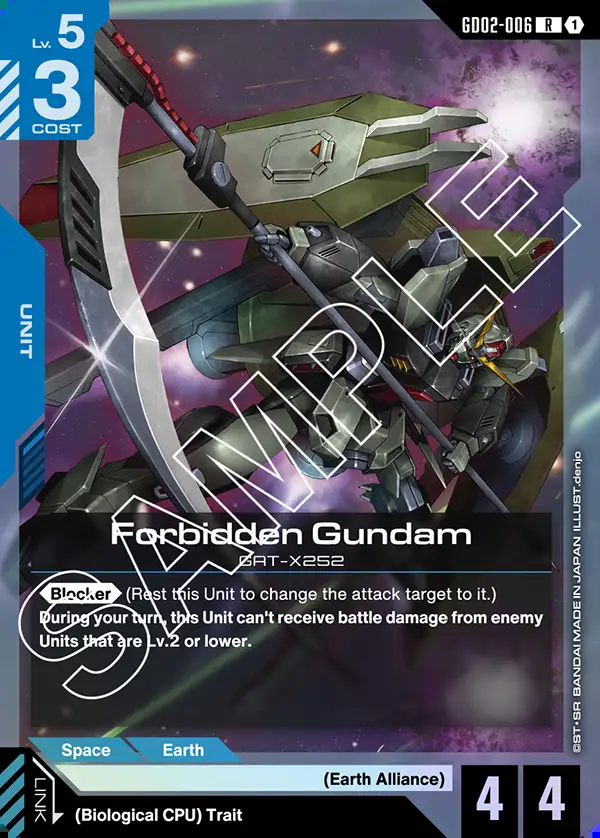 Lv. 5
3
COST
GD02-006 R 1
UNIT
SAMPLE
Forbidden Gundam
GAT-X252
Blocker (Rest this Unit to change the attack target to it.)
During your turn, this Unit can't receive battle damage from enemy
Units that are Lv.2 or lower.
©ST・SR BANDAI MADE IN JAPAN ILLUST:denjo
Space Earth
(Earth Alliance)
LINK
(Biological CPU) Trait
4 4